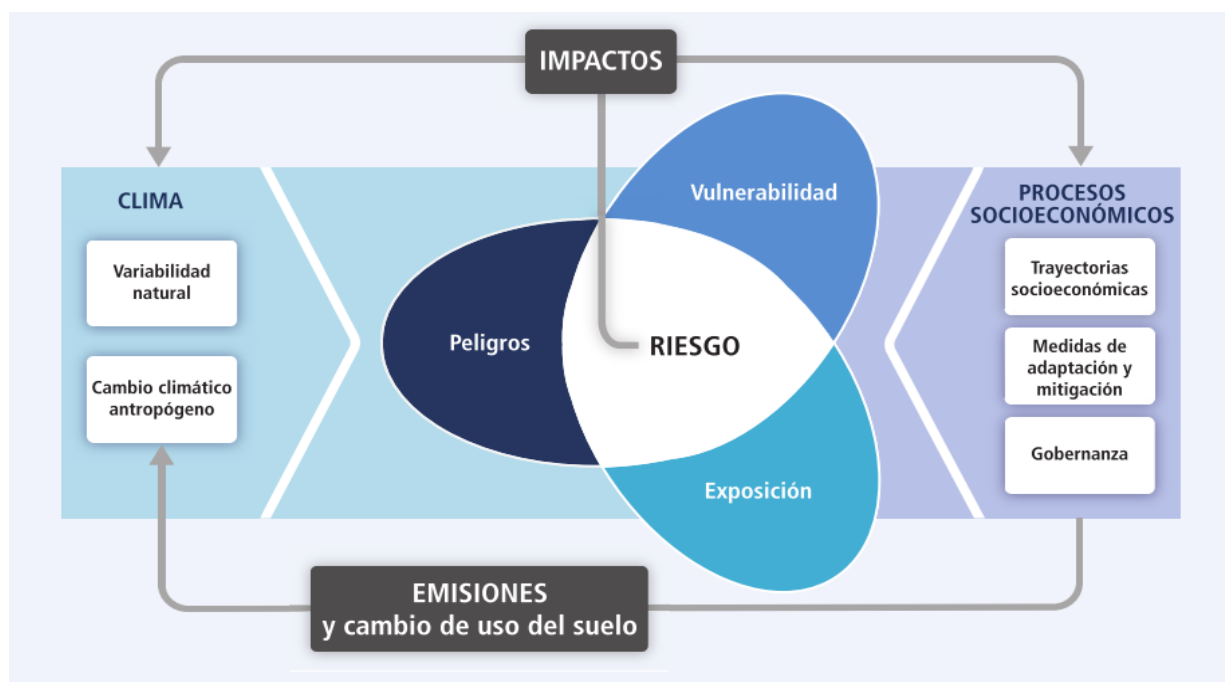 IMPACTOS
CLIMA
Variabilidad
natural
Cambio climático
antropógeno
Vulnerabilidad
Peligros
RIESGO
Exposición
PROCESOS
SOCIOECONÓMICOS
Trayectorias
socioeconómicas
Medidas de
adaptación y
mitigación
Gobernanza
EMISIONES
y cambio de uso del suelo